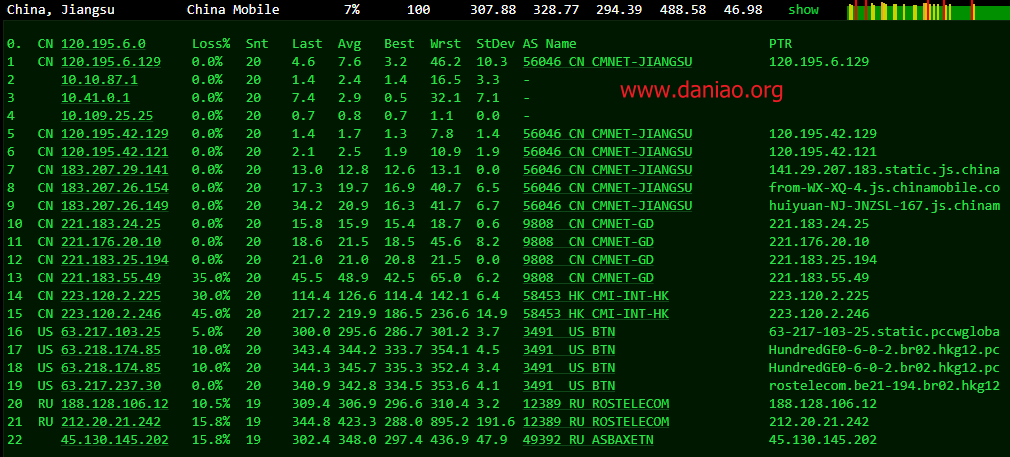 China, Jiangsu China Mobile 7% 100 307.88 328.77 294.39 488.58 46.98 show
0. CN 120.195.6.0 Loss% Snt Last Avg Best Wrst StDev AS Name PTR
1 CN 120.195.6.129 0.0% 20 4.6 7.6 3.2 46.2 10.3 56046 CN CMNET-JIANGSU 120.195.6.129
2 10.10.87.1 0.0% 20 1.4 2.4 1.4 16.5 3.3 -
www.daniao.org
3 10.41.0.1 0.0% 20 7.4 2.9 0.5 32.1 7.1 -
4 10.109.25.25 0.0% 20 0.7 0.8 0.7 1.1 0.0 -
5 CN 120.195.42.129 0.0% 20 1.4 1.7 1.3 7.8 1.4 56046 CN CMNET-JIANGSU 120.195.42.129
6 CN 120.195.42.121 0.0% 20 2.1 2.5 1.9 10.9 1.9 56046 CN CMNET-JIANGSU 120.195.42.121
7 CN 183.207.29.141 0.0% 20 13.0 12.8 12.6 13.1 0.0 56046 CN CMNET-JIANGSU 141.29.207.183.static.js.china
8 CN 183.207.26.154 0.0% 20 17.3 19.7 16.9 40.7 6.5 56046 CN CMNET-JIANGSU from-WX-XQ-4.js.chinamobile.co
9 CN 183.207.26.149 0.0% 20 34.2 20.9 16.3 41.7 6.7 56046 CN CMNET-JIANGSU huiyuan-NJ-JNZSL-167.js.chinam
10 CN 221.183.24.25 0.0% 20 15.8 15.9 15.4 18.7 0.6 9808 CN CMNET-GD 221.183.24.25
11 CN 221.176.20.10 0.0% 20 18.6 21.5 18.5 45.6 8.2 9808 CN CMNET-GD 221.176.20.10
12 CN 221.183.25.194 0.0% 20 21.0 21.0 20.8 21.5 0.0 9808 CN CMNET-GD 221.183.25.194
13 CN 221.183.55.49 35.0% 20 45.5 48.9 42.5 65.0 6.2 9808 CN CMNET-GD 221.183.55.49
14 CN 223.120.2.225 30.0% 20 114.4 126.6 114.4 142.1 6.4 58453 HK CMI-INT-HK 223.120.2.225
15 CN 223.120.2.246 45.0% 20 217.2 219.9 186.5 236.6 14.9 58453 HK CMI-INT-HK 223.120.2.246
16 US 63.217.103.25 5.0% 20 300.0 295.6 286.7 301.2 3.7 3491 US BTN 63-217-103-25.static.pccwgloba
17 US 63.218.174.85 10.0% 20 343.4 344.2 333.7 354.1 4.5 3491 US BTN HundredGE0-6-0-2.br02.hkg12.pc
18 US 63.218.174.85 10.0% 20 344.3 345.7 335.3 352.4 3.4 3491 US BTN HundredGE0-6-0-2.br02.hkg12.pc
19 US 63.217.237.30 0.0% 20 340.9 342.8 334.5 353.6 4.1 3491 US BTN rostelecom.be21-194.br02.hkg12
20 RU 188.128.106.12 10.5% 19 309.4 306.9 296.6 310.4 3.2 12389 RU ROSTELECOM 188.128.106.12
21 RU 212.20.21.242 15.8% 19 344.8 423.3 288.0 895.2 191.6 12389 RU ROSTELECOM 212.20.21.242
22 45.130.145.202 15.8% 19 302.4 348.0 297.4 436.9 47.9 49392 RU ASBAXETN 45.130.145.202